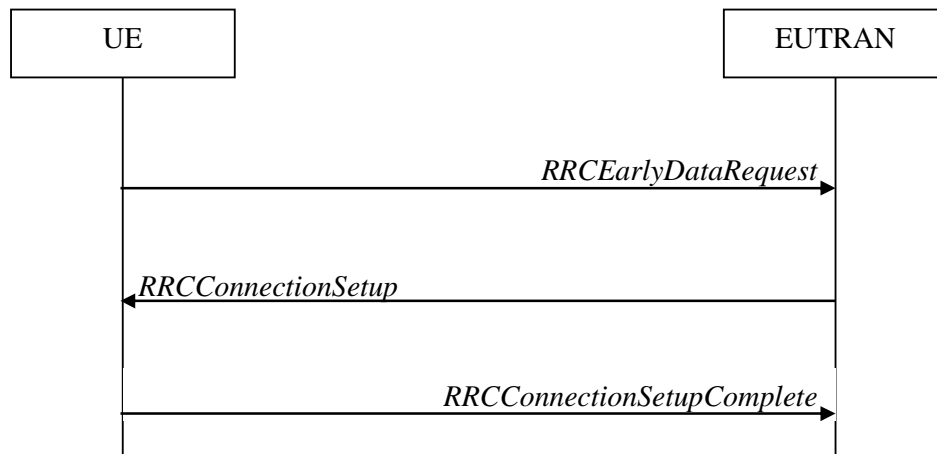 UE
EUTRAN
RRCEarlyDataRequest
RRCConnectionSetup
RRCConnectionSetupComplete